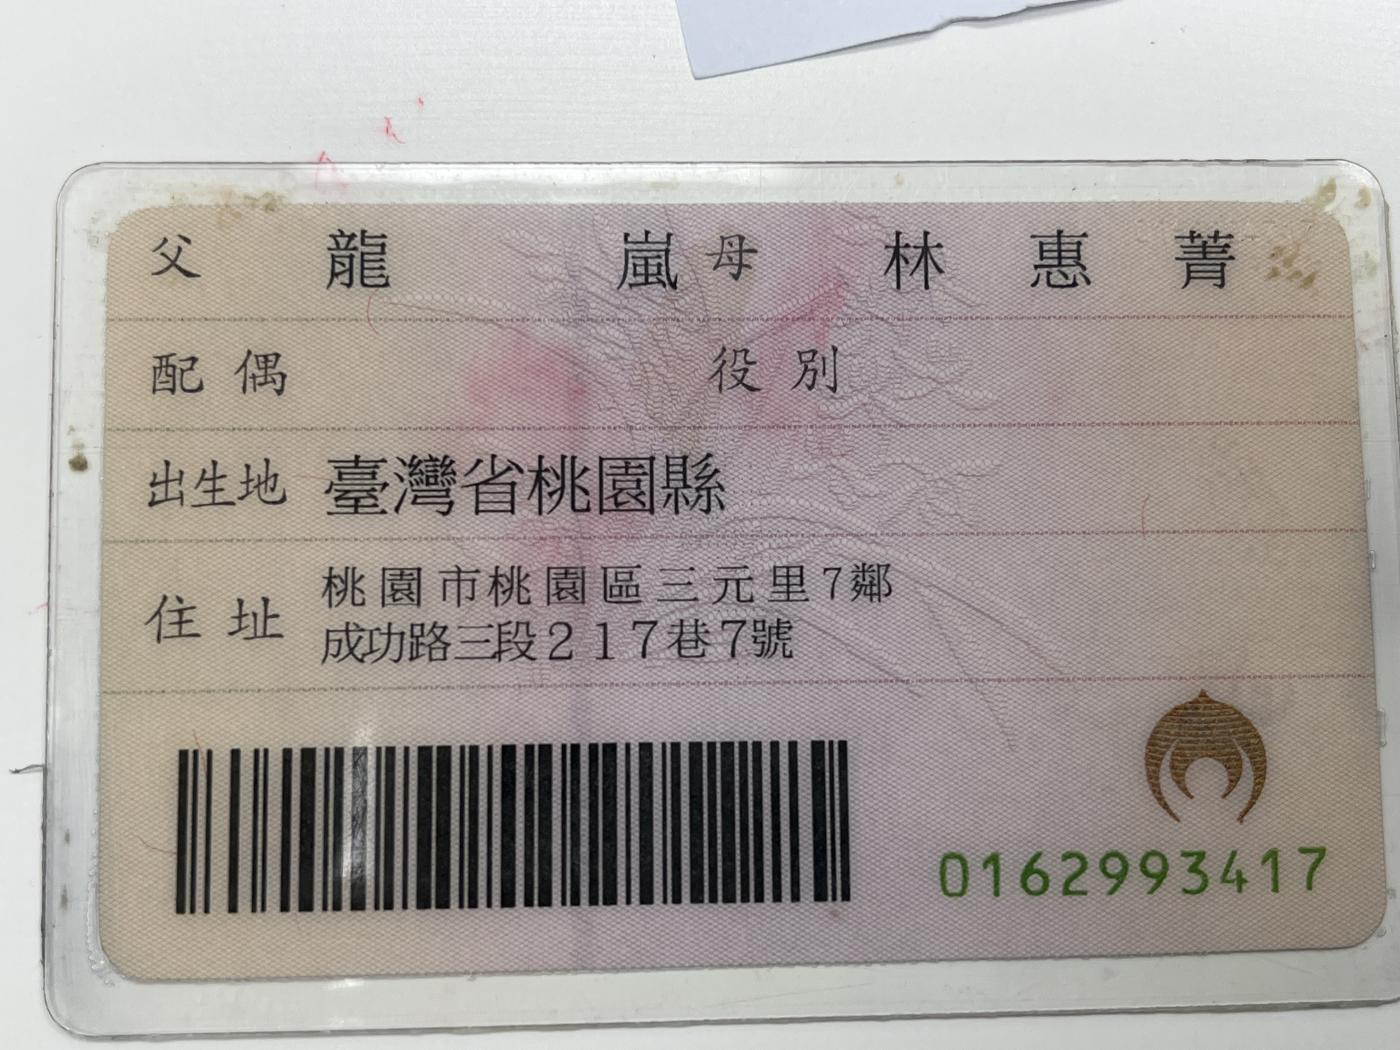 父 龍 嵐 母 林 惠 菁
配偶 役別
出生地 臺灣省桃園縣
住址 桃園市桃園區三元里7鄰
成功路三段217巷7號
0162993417